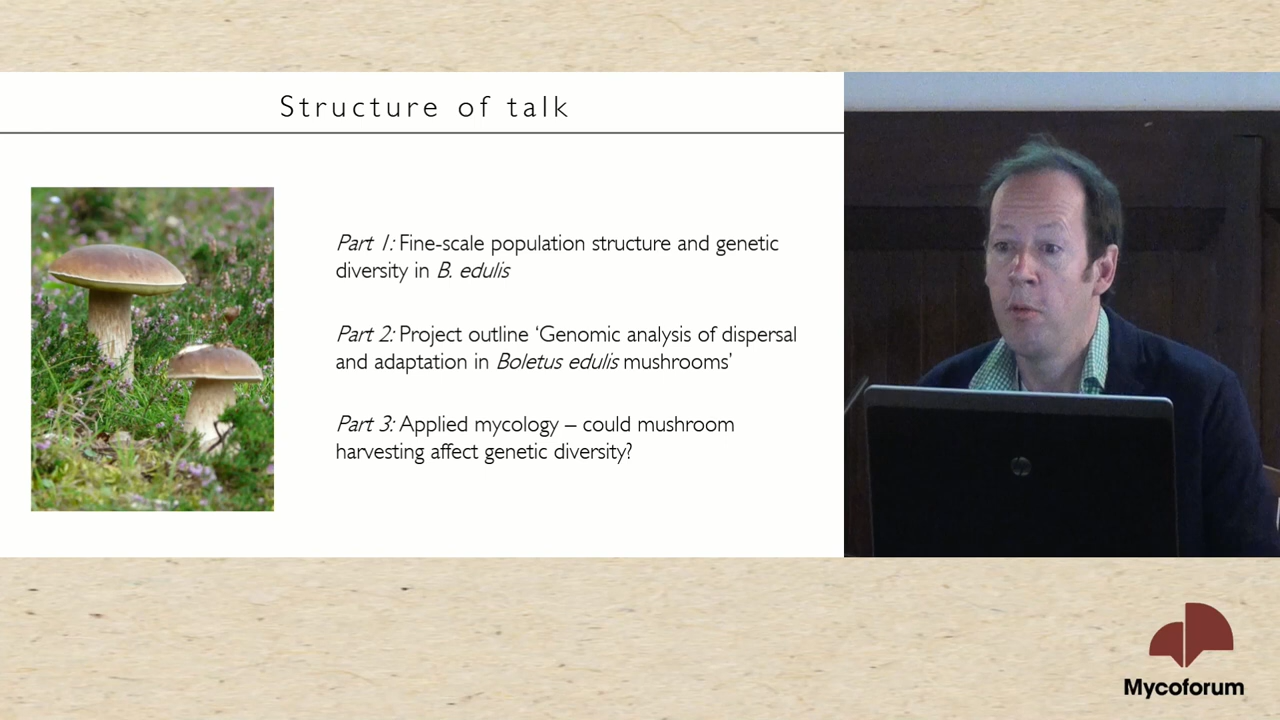 Structure of talk
Part 1: Fine-scale population structure and genetic
diversity in B. edulis
Part 2: Project outline ‘Genomic analysis of dispersal
and adaptation in Boletus edulis mushrooms’
Part 3: Applied mycology – could mushroom
harvesting affect genetic diversity?
hp
Mycoforum